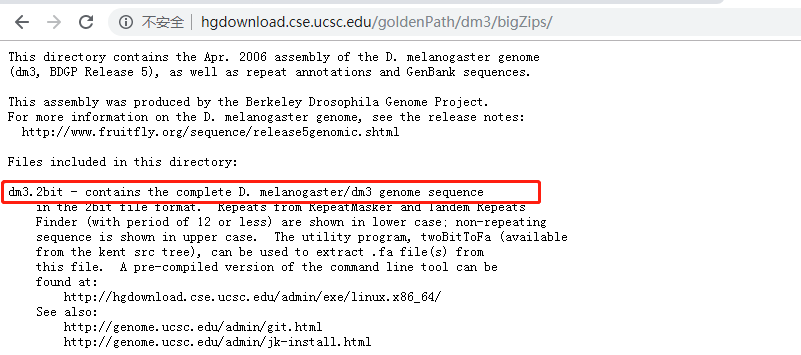 不安全 | hgdownload.cse.ucsc.edu/goldenPath/dm3/bigZips/
This directory contains the Apr. 2006 assembly of the D. melanogaster genome
(dm3, BDGP Release 5), as well as repeat annotations and GenBank sequences.
This assembly was produced by the Berkeley Drosophila Genome Project.
For more information on the D. melanogaster genome, see the release notes:
http://www.fruitfly.org/sequence/release5genomic.shtml
Files included in this directory:
dm3.2bit - contains the complete D. melanogaster/dm3 genome sequence
in the 2bit file format.  Repeats from RepeatMasker and Tandem Repeats
Finder (with period of 12 or less) are shown in lower case; non-repeating
sequence is shown in upper case.  The utility program, twoBitToFa (available
from the kent src tree), can be used to extract .fa file(s) from
this file.  A pre-compiled version of the command line tool can be
found at:
http://hgdownload.cse.ucsc.edu/admin/exe/linux.x86_64/
See also:
http://genome.ucsc.edu/admin/git.html
http://genome.ucsc.edu/admin/jk-install.html